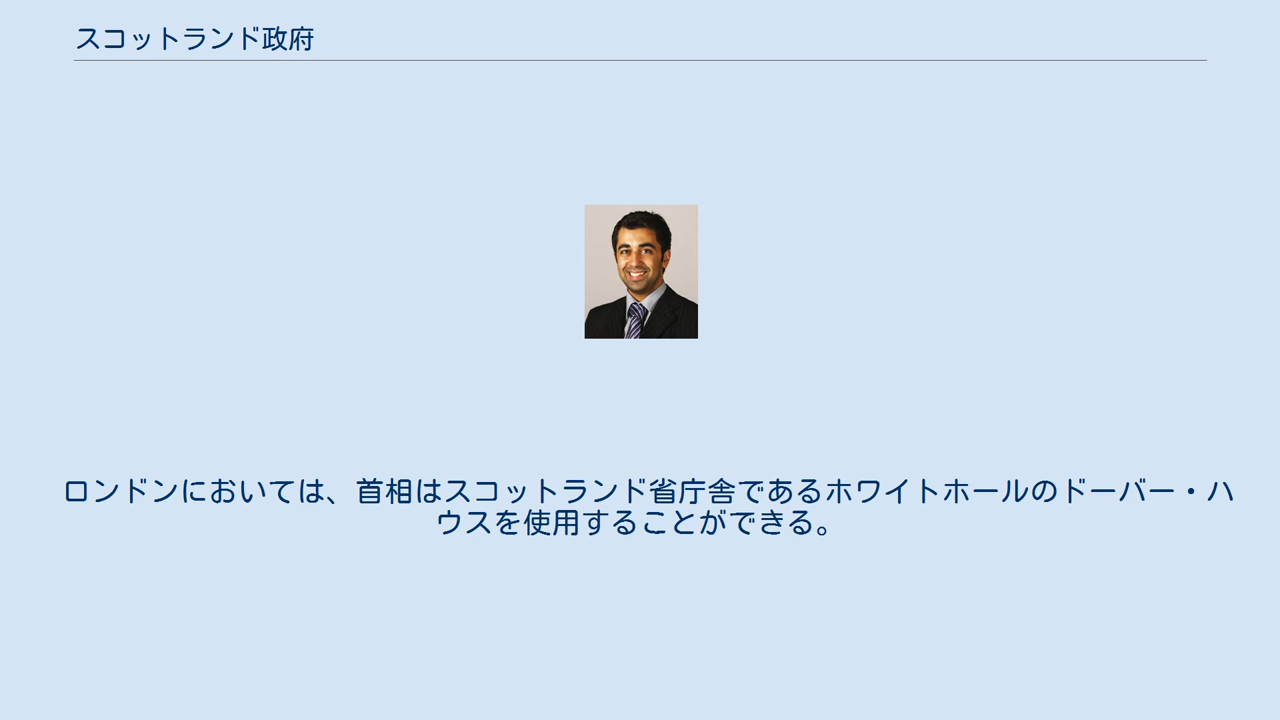 スコットランド政府
ロンドンにおいては、首相はスコットランド省庁舎であるホワイトホールのドーバー・ハ
ウスを使用することができる。